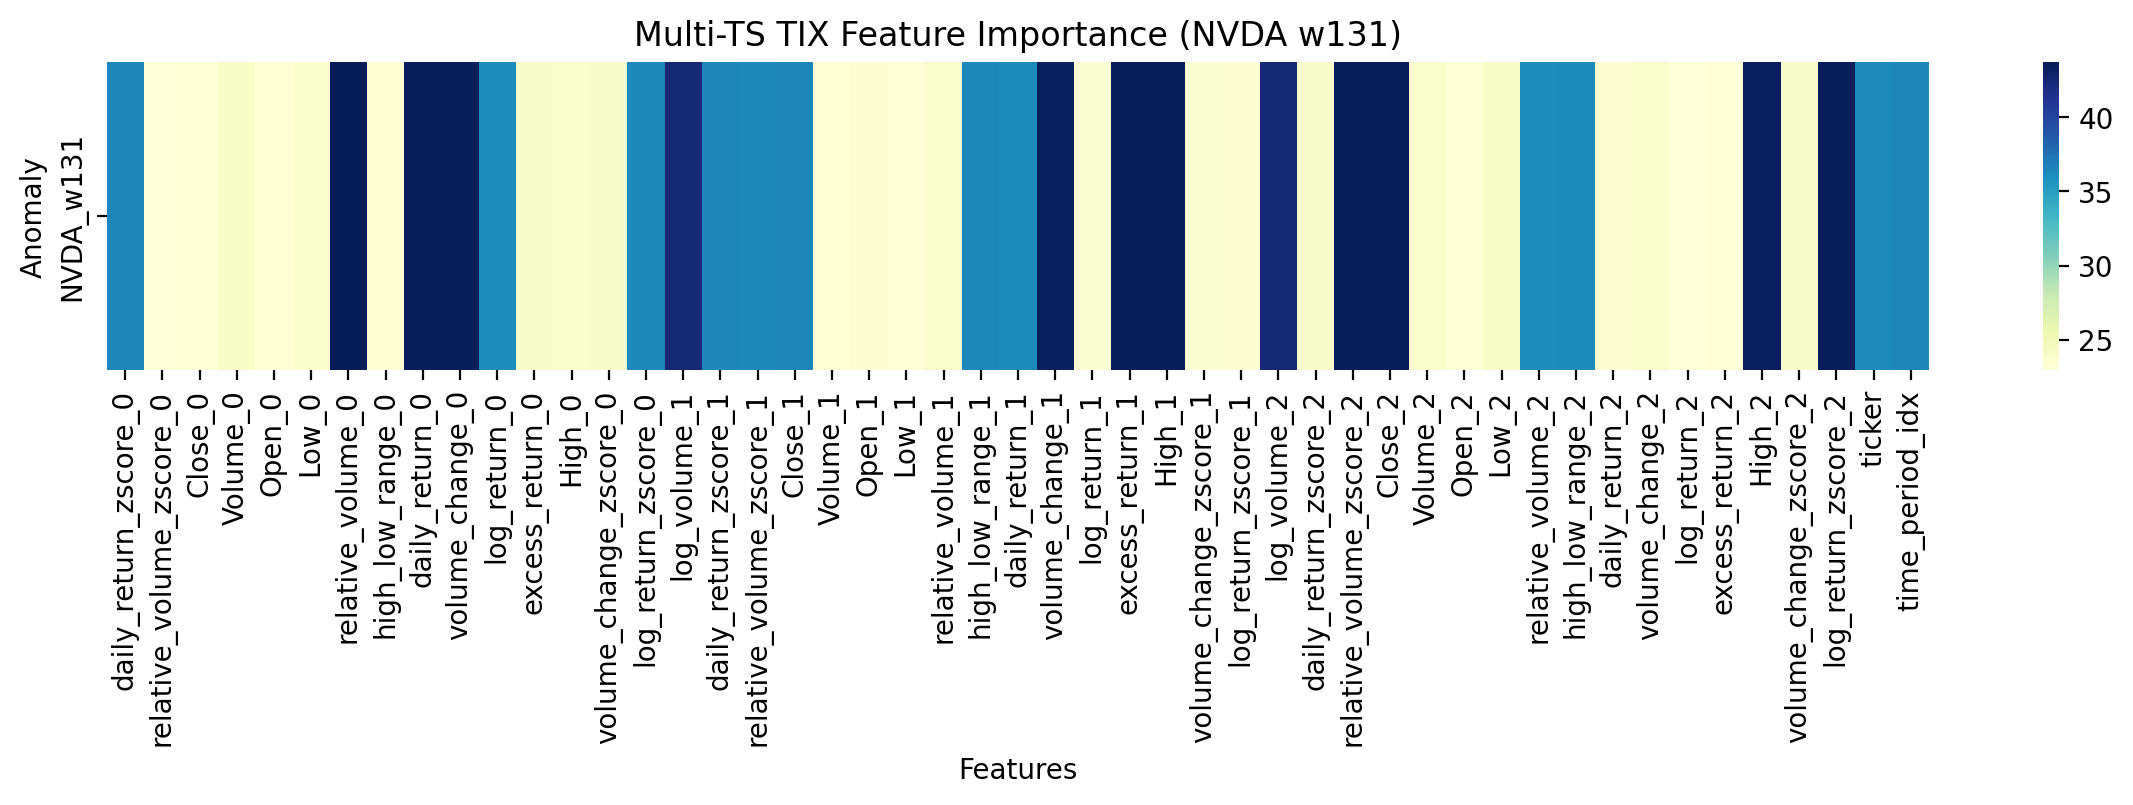 Multi-TS TIX Feature Importance (NVDA w131)
Anomaly
NVDA_w131
40
35
30
25
daily_return_zscore_0
relative_volume_zscore_0
Close_0
Volume_0
Open_0
Low_0
relative_volume_0
high_low_range_0
daily_return_0
volume_change_0
log_return_0
excess_return_0
High_0
volume_change_zscore_0
log_return_zscore_0
log_volume_1
daily_return_zscore_1
relative_volume_zscore_1
Close_1
Volume_1
Open_1
Low_1
relative_volume_1
high_low_range_1
daily_return_1
volume_change_1
log_return_1
excess_return_1
High_1
volume_change_zscore_1
log_return_zscore_1
log_volume_2
daily_return_zscore_2
relative_volume_zscore_2
Close_2
Volume_2
Open_2
Low_2
relative_volume_2
high_low_range_2
daily_return_2
volume_change_2
log_return_2
excess_return_2
High_2
volume_change_zscore_2
log_return_zscore_2
ticker
time_period_idx
Features